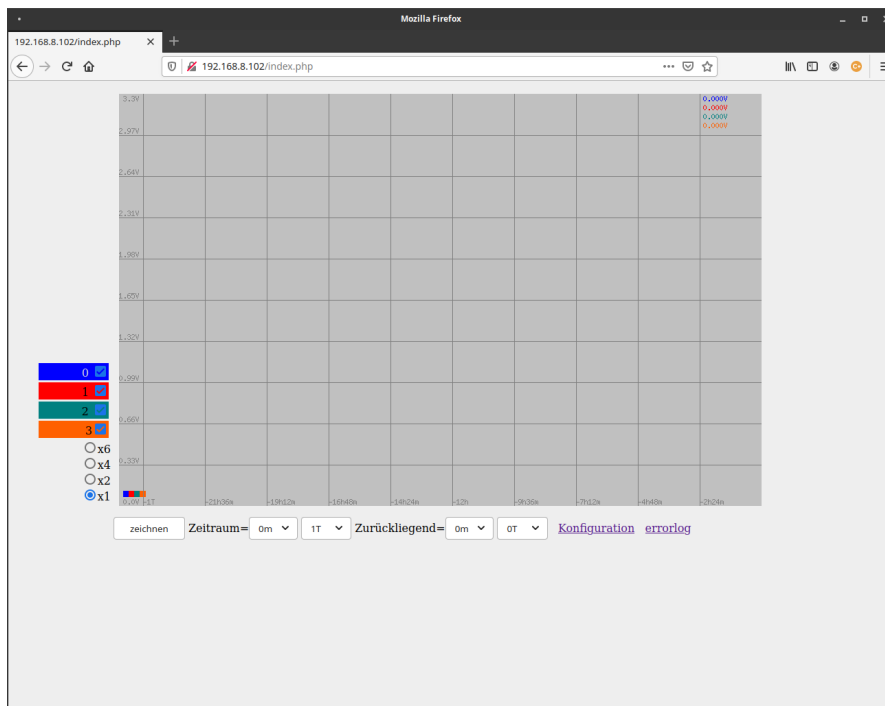 Mozilla Firefox
192.168.8.102/index.php
192.168.8.102/index.php
3.3V
0.000V
0.000V
0.000V
0.000V
2.97V
2.64V
2.31V
1.98V
1.65V
1.32V
0.99V
0.66V
0.33V
0
1
2
3
x6
x4
x2
x1
0.0V -1T -21h36m -19h12m -16h48m -14h24m -12h -9h36m -7h12m -4h48m -2h24m
zeichnen Zeitraum= 0m 1T Zurückliegend= 0m 0T Konfiguration errorlog